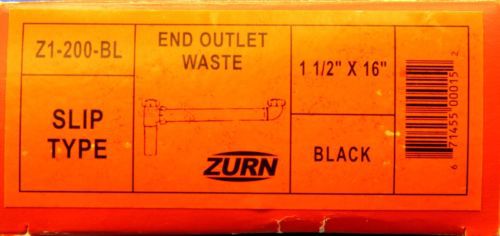 Z1-200-BL
SLIP
TYPE
END OUTLET
WASTE
ZURN
1 1/2" X 16"
BLACK
6 71455 00015 2